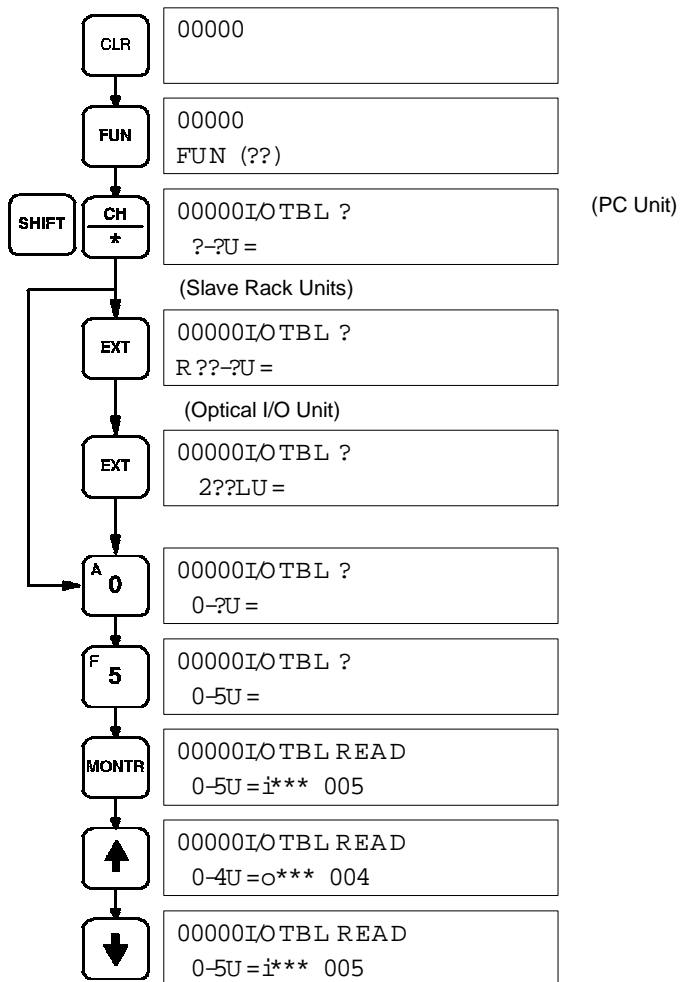 CLR
00000
FUN
00000
FUN (??)
SHIFT
CH
*
00000I/OTBL ?
?–?U=
(PC Unit)
(Slave Rack Units)
EXT
00000I/OTBL ?
R??–?U=
(Optical I/O Unit)
EXT
00000I/OTBL ?
2??LU=
A 0
00000I/OTBL ?
0–?U=
F 5
00000I/OTBL ?
0–5U=
MONTR
00000I/OTBL READ
0–5U=i*** 005
00000I/OTBL READ
0–4U=o*** 004
00000I/OTBL READ
0–5U=i*** 005